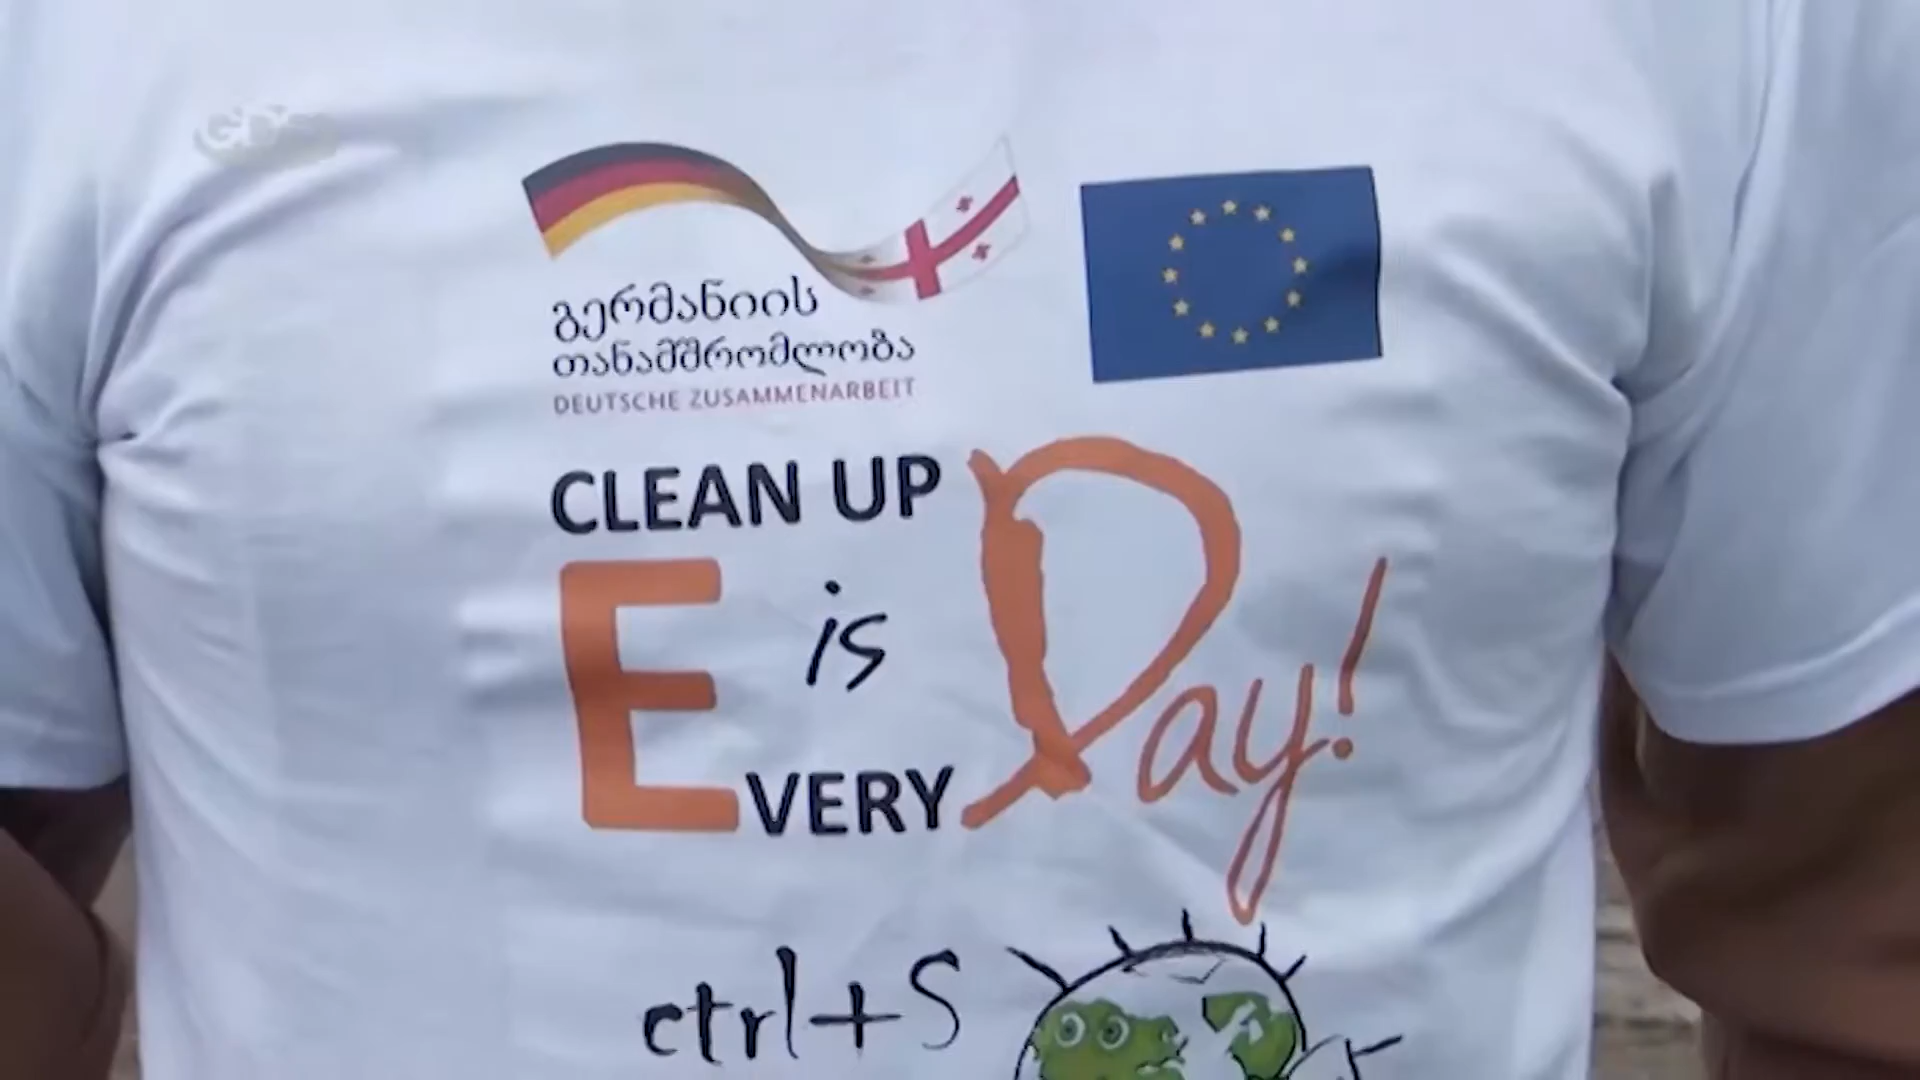 გერმანიის
თანამშრომლობა
DEUTSCHE ZUSAMMENARBEIT
CLEAN UP
is
EVERY Day!
ctrl+S